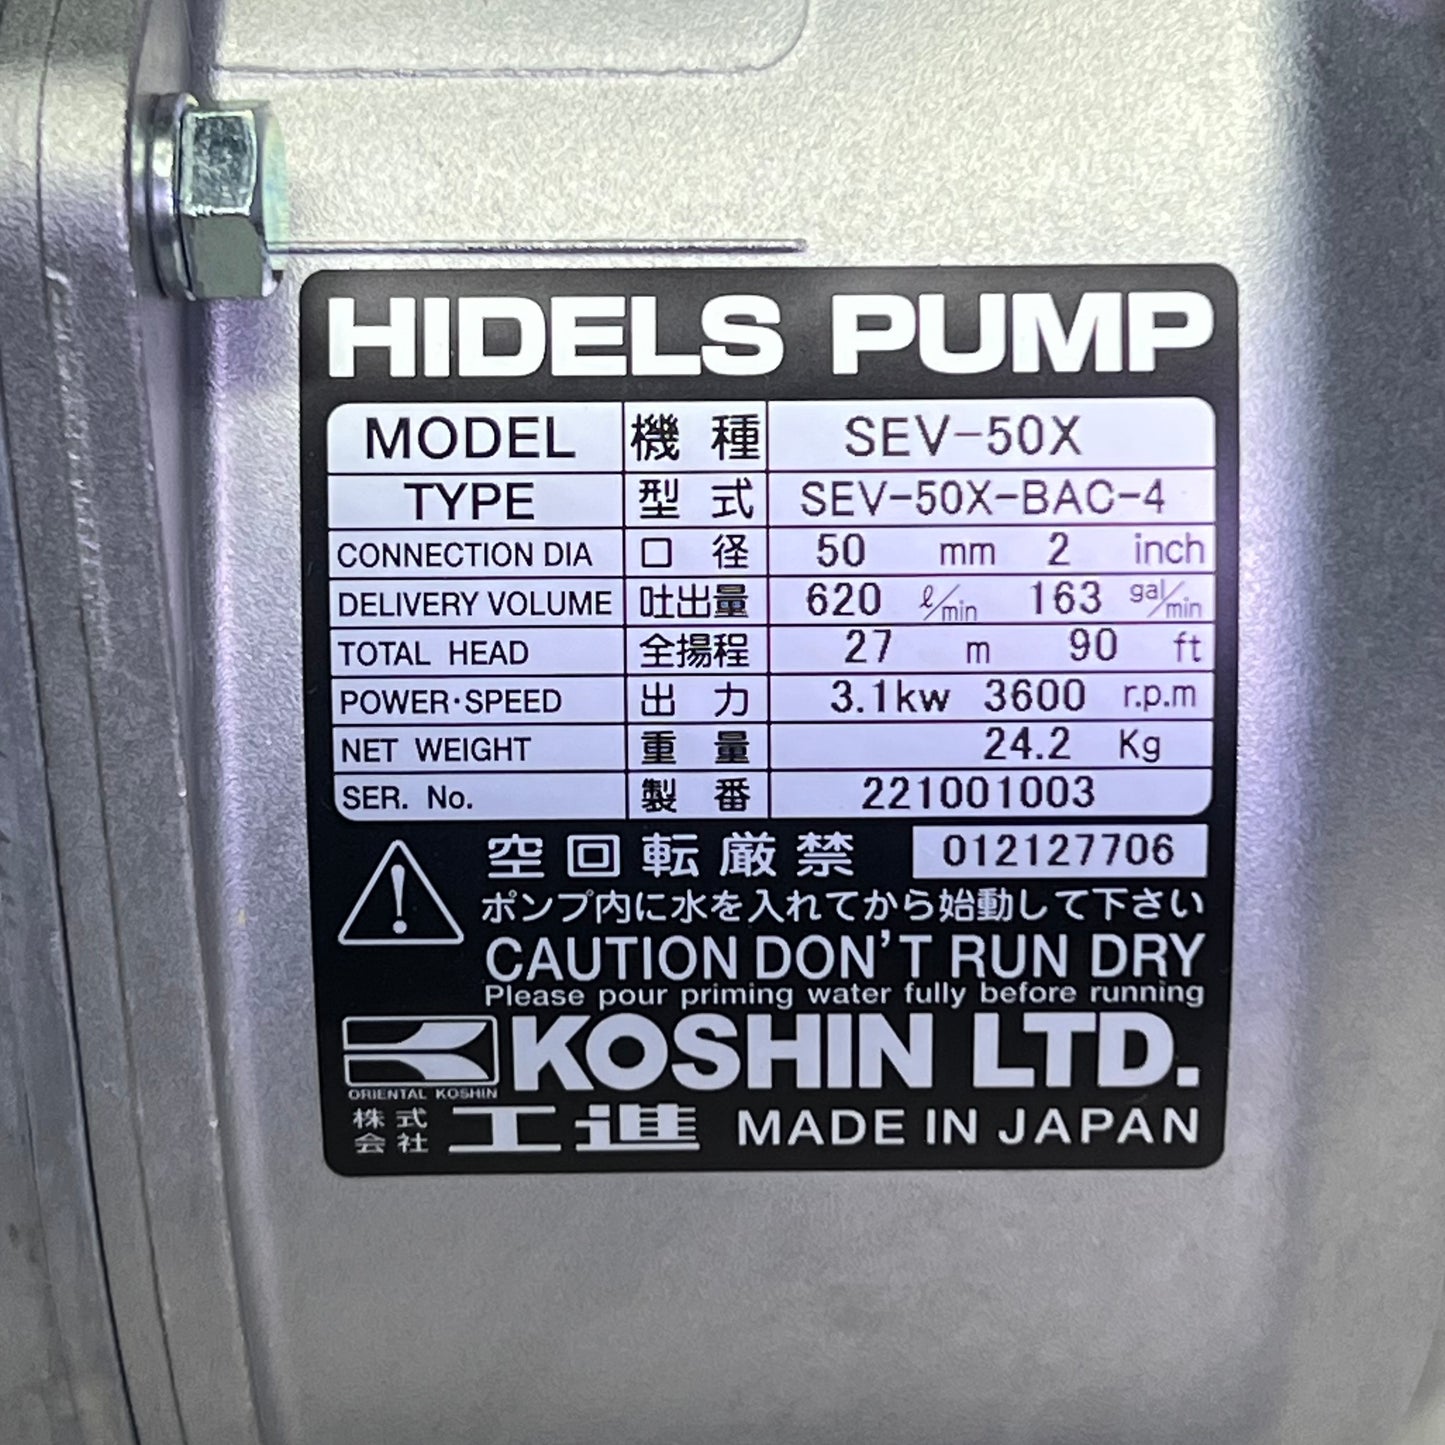 HIDELS PUMP
MODEL 機種 SEV-50X
TYPE 型式 SEV-50X-BAC-4
CONNECTION DIA 口径 50 mm 2 inch
DELIVERY VOLUME 吐出量 620 ℓ/min 163 gal/min
TOTAL HEAD 全揚程 27 m 90 ft
POWER・SPEED 出力 3.1kw 3600 r.p.m
NET WEIGHT 重量 24.2 Kg
SER. No. 製番 221001003
空回転厳禁 012127706
ポンプ内に水を入れてから始動して下さい
CAUTION DON'T RUN DRY
Please pour priming water fully before running
KOSHIN LTD.
ORIENTAL KOSHIN
株式会社 工進 MADE IN JAPAN